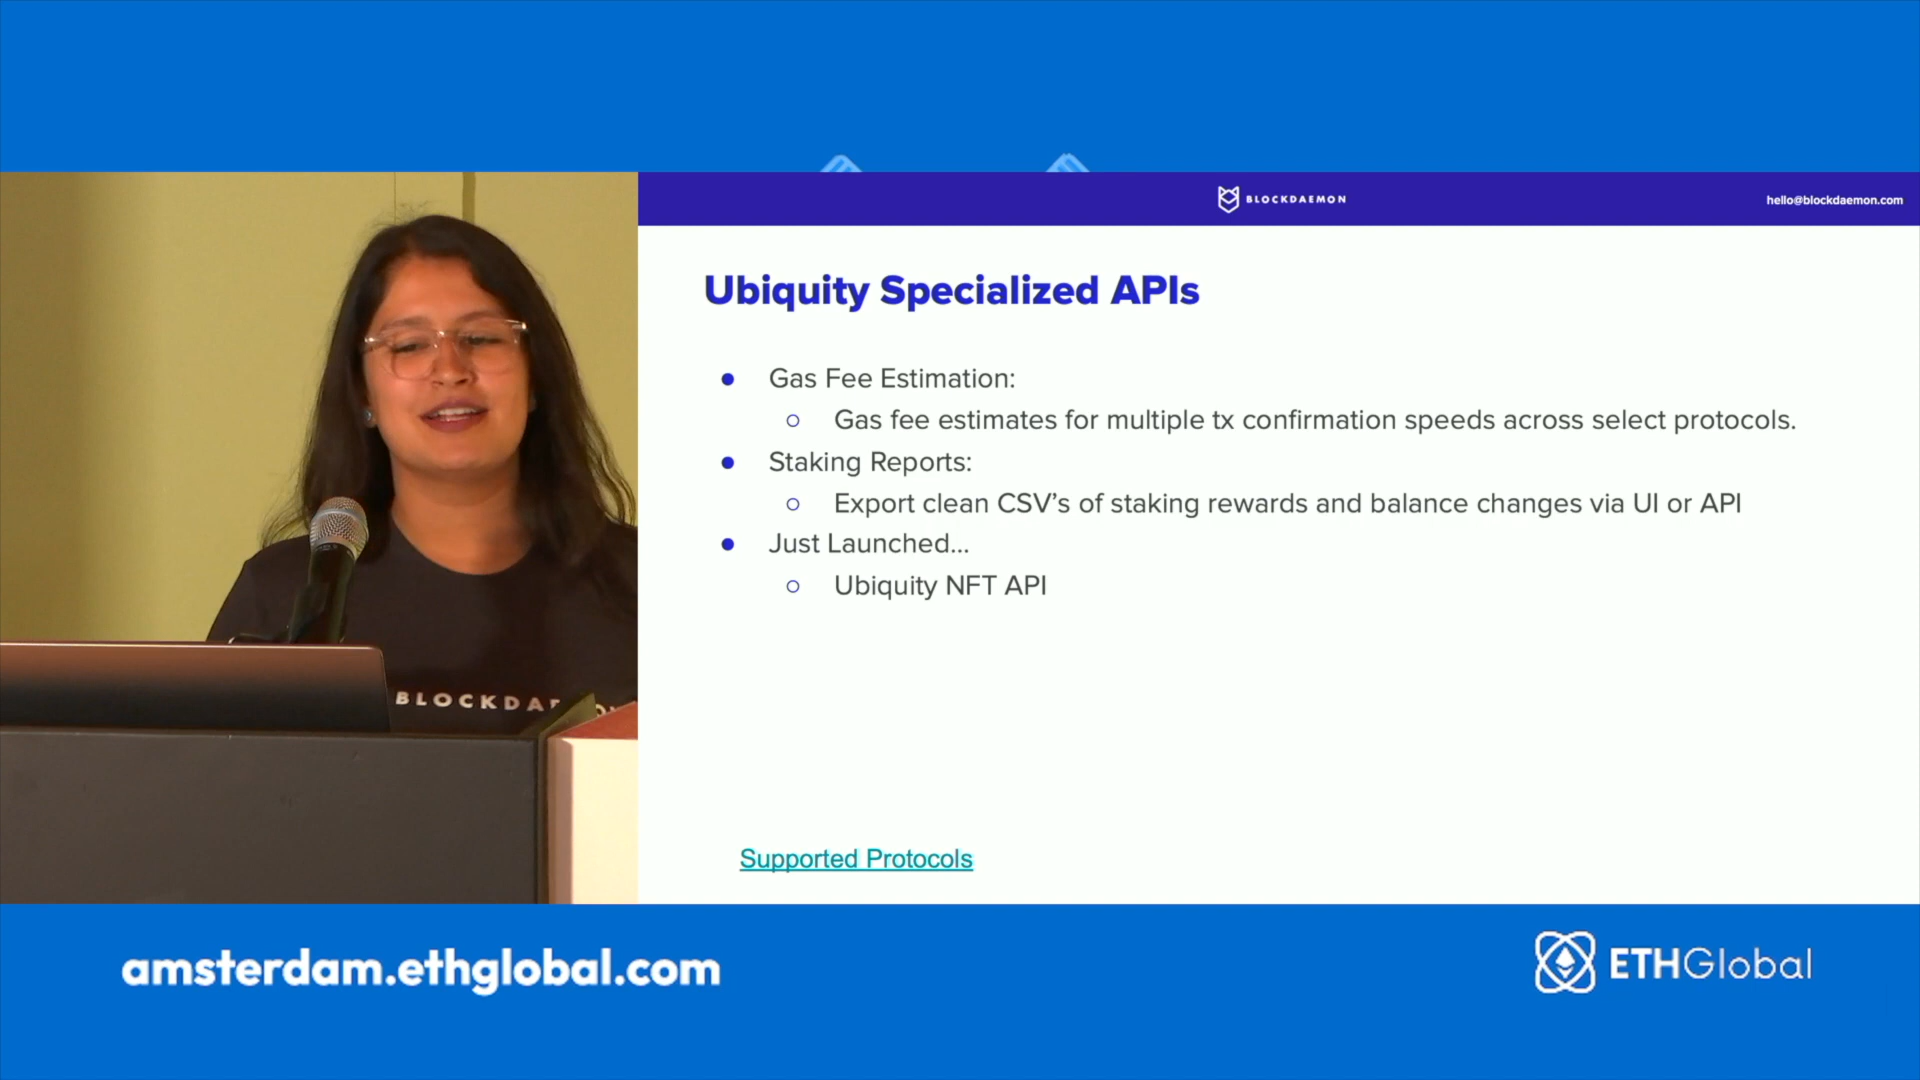 BLOCKDAEMON
hello@blockdaemon.com
Ubiquity Specialized APIs
Gas Fee Estimation:
Gas fee estimates for multiple tx confirmation speeds across select protocols.
Staking Reports:
Export clean CSV’s of staking rewards and balance changes via UI or API
Just Launched...
Ubiquity NFT API
Supported Protocols
BLOCKDAE
amsterdam.ethglobal.com
ETHGlobal